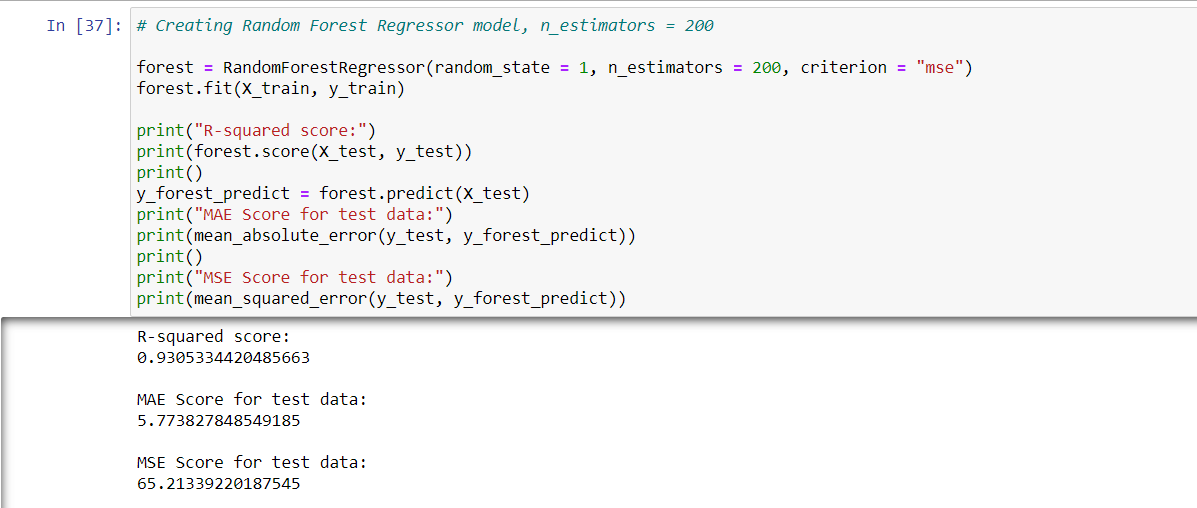 In [37]: # Creating Random Forest Regressor model, n_estimators = 200
forest = RandomForestRegressor(random_state = 1, n_estimators = 200, criterion = "mse")
forest.fit(X_train, y_train)
print("R-squared score:")
print(forest.score(X_test, y_test))
print()
y_forest_predict = forest.predict(X_test)
print("MAE Score for test data:")
print(mean_absolute_error(y_test, y_forest_predict))
print()
print("MSE Score for test data:")
print(mean_squared_error(y_test, y_forest_predict))
R-squared score:
0.9305334420485663
MAE Score for test data:
5.773827848549185
MSE Score for test data:
65.21339220187545